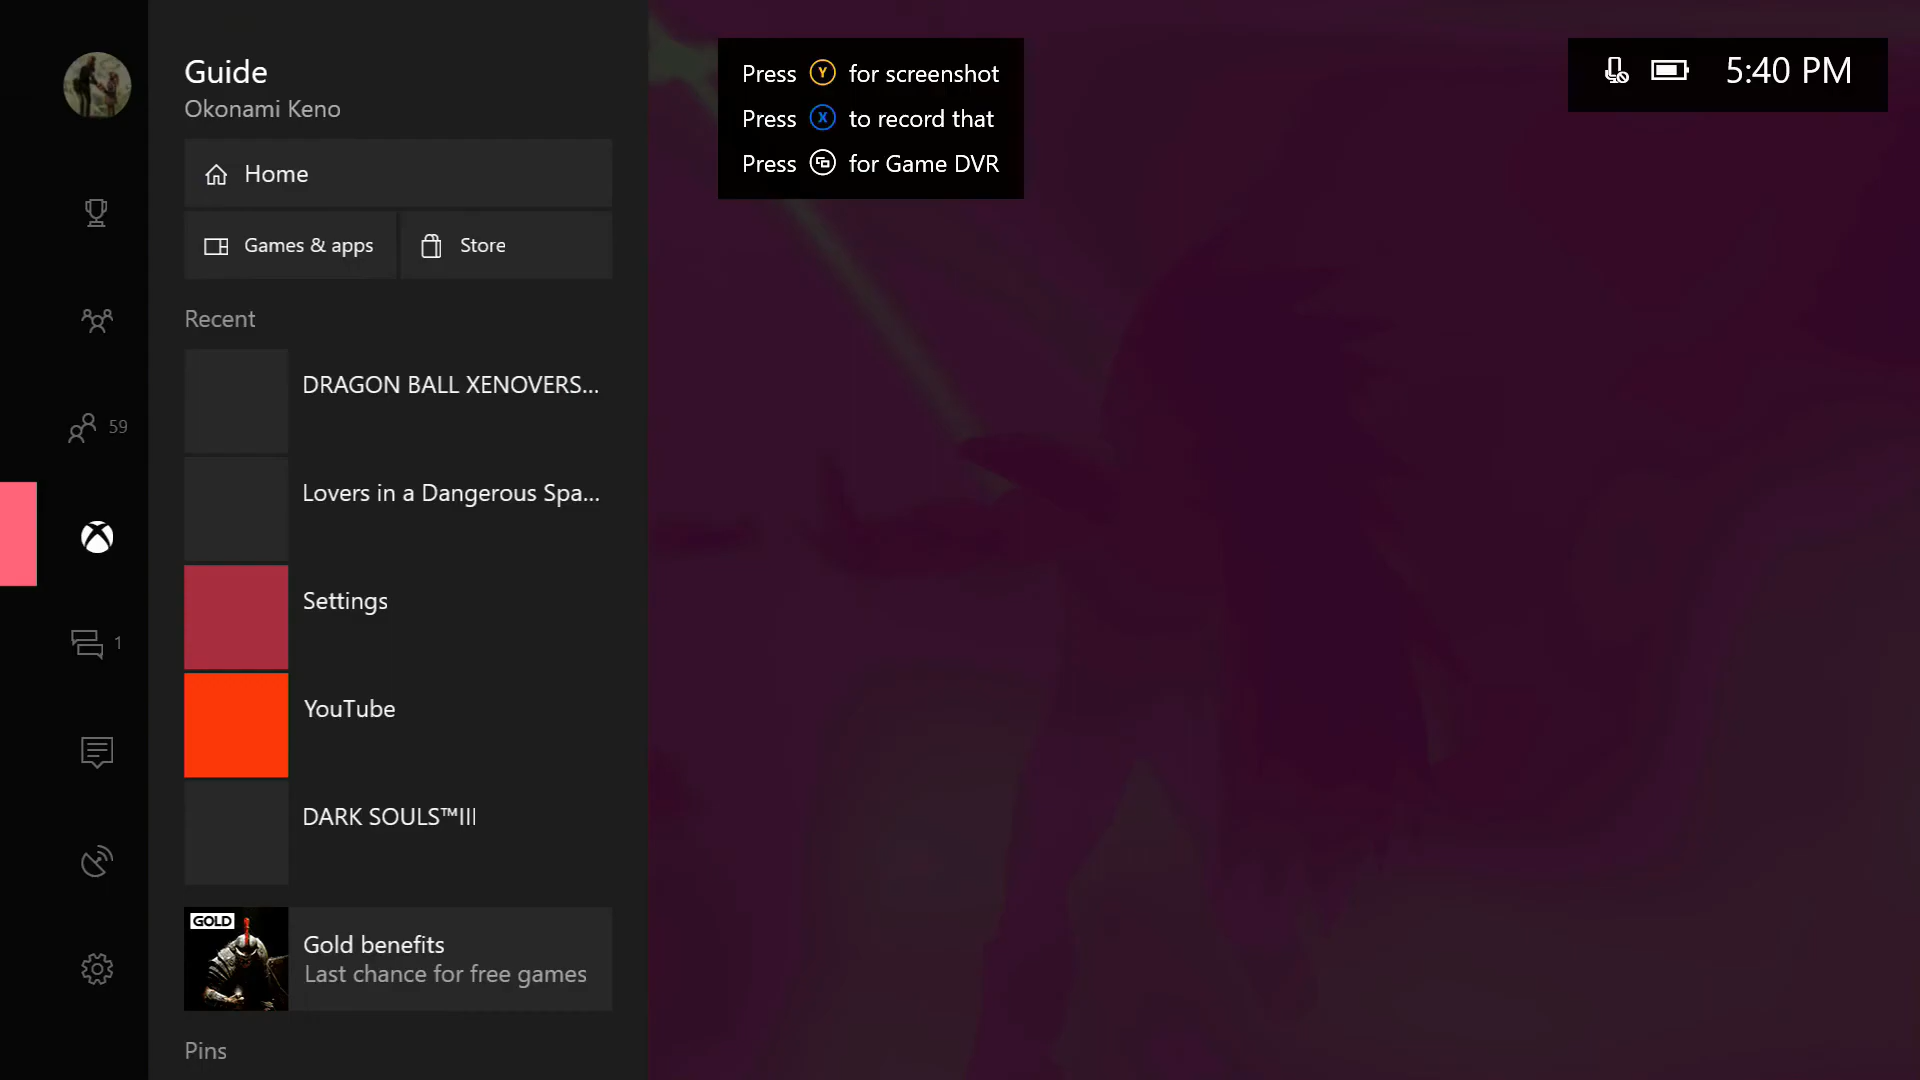 Guide
Okonami Keno
Home
Games & apps
Store
Recent
DRAGON BALL XENOVERS...
Lovers in a Dangerous Spa...
Settings
YouTube
DARK SOULS™III
GOLD
Gold benefits
Last chance for free games
Pins
59
1
Press Y for screenshot
Press X to record that
Press for Game DVR
5:40 PM